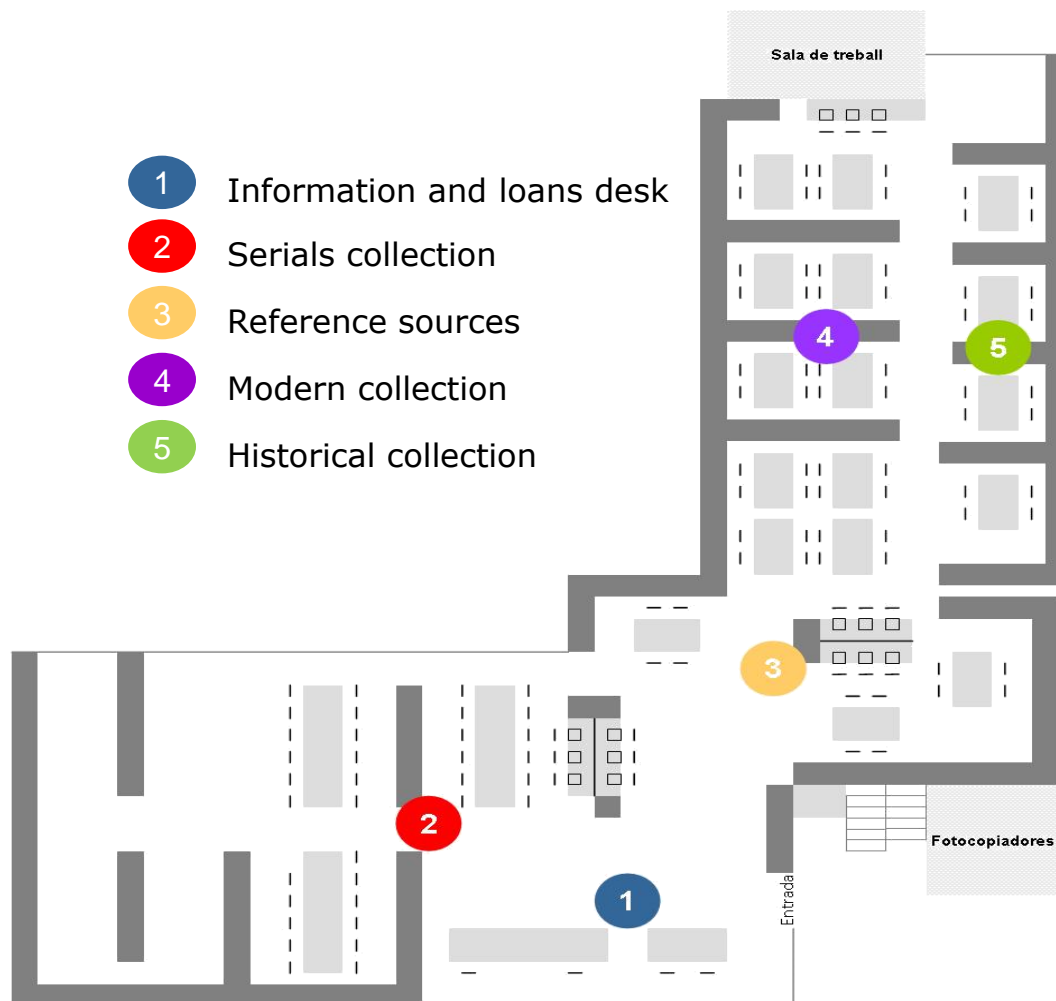 Sala de treball
1 Information and loans desk
2 Serials collection
3 Reference sources
4 Modern collection
5 Historical collection
4
5
3
2
Fotocopiadores
1
Entrada